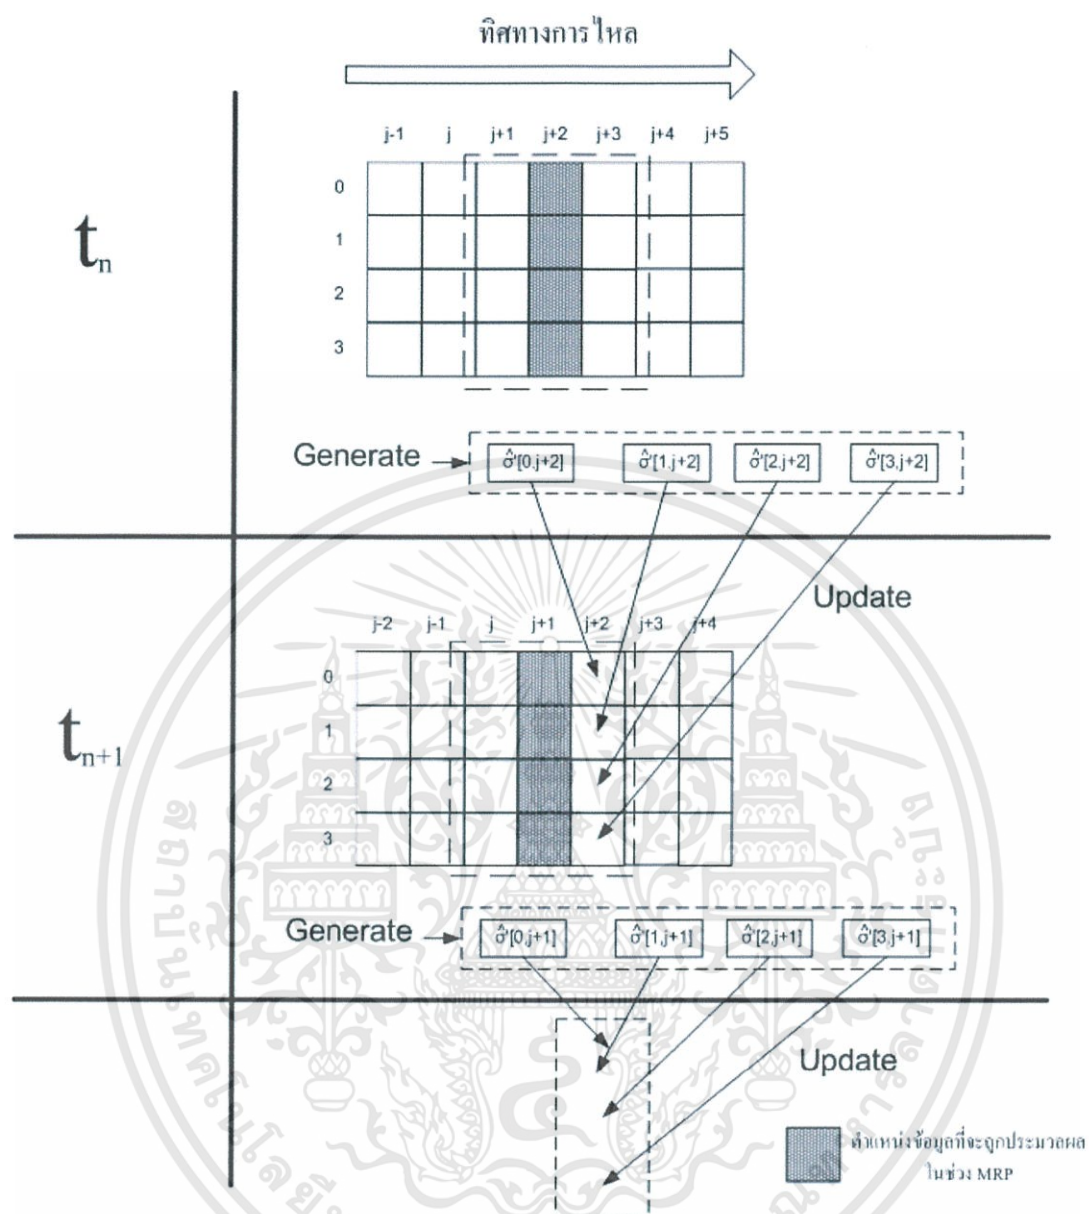 ทิศทางการไหล
j-1 j j+1 j+2 j+3 j+4 j+5
0
1
2
3
tn
Generate σ̂'[0,j+2] σ̂'[1,j+2] σ̂'[2,j+2] σ̂'[3,j+2]
Update
j-2 j-1 j j+1 j+2 j+3 j+4
0
1
2
3
tn+1
Generate σ̂'[0,j+1] σ̂'[1,j+1] σ̂'[2,j+1] σ̂'[3,j+1]
Update
ตำแหน่งข้อมูลที่จะถูกประมวลผล
ในช่วง MRP